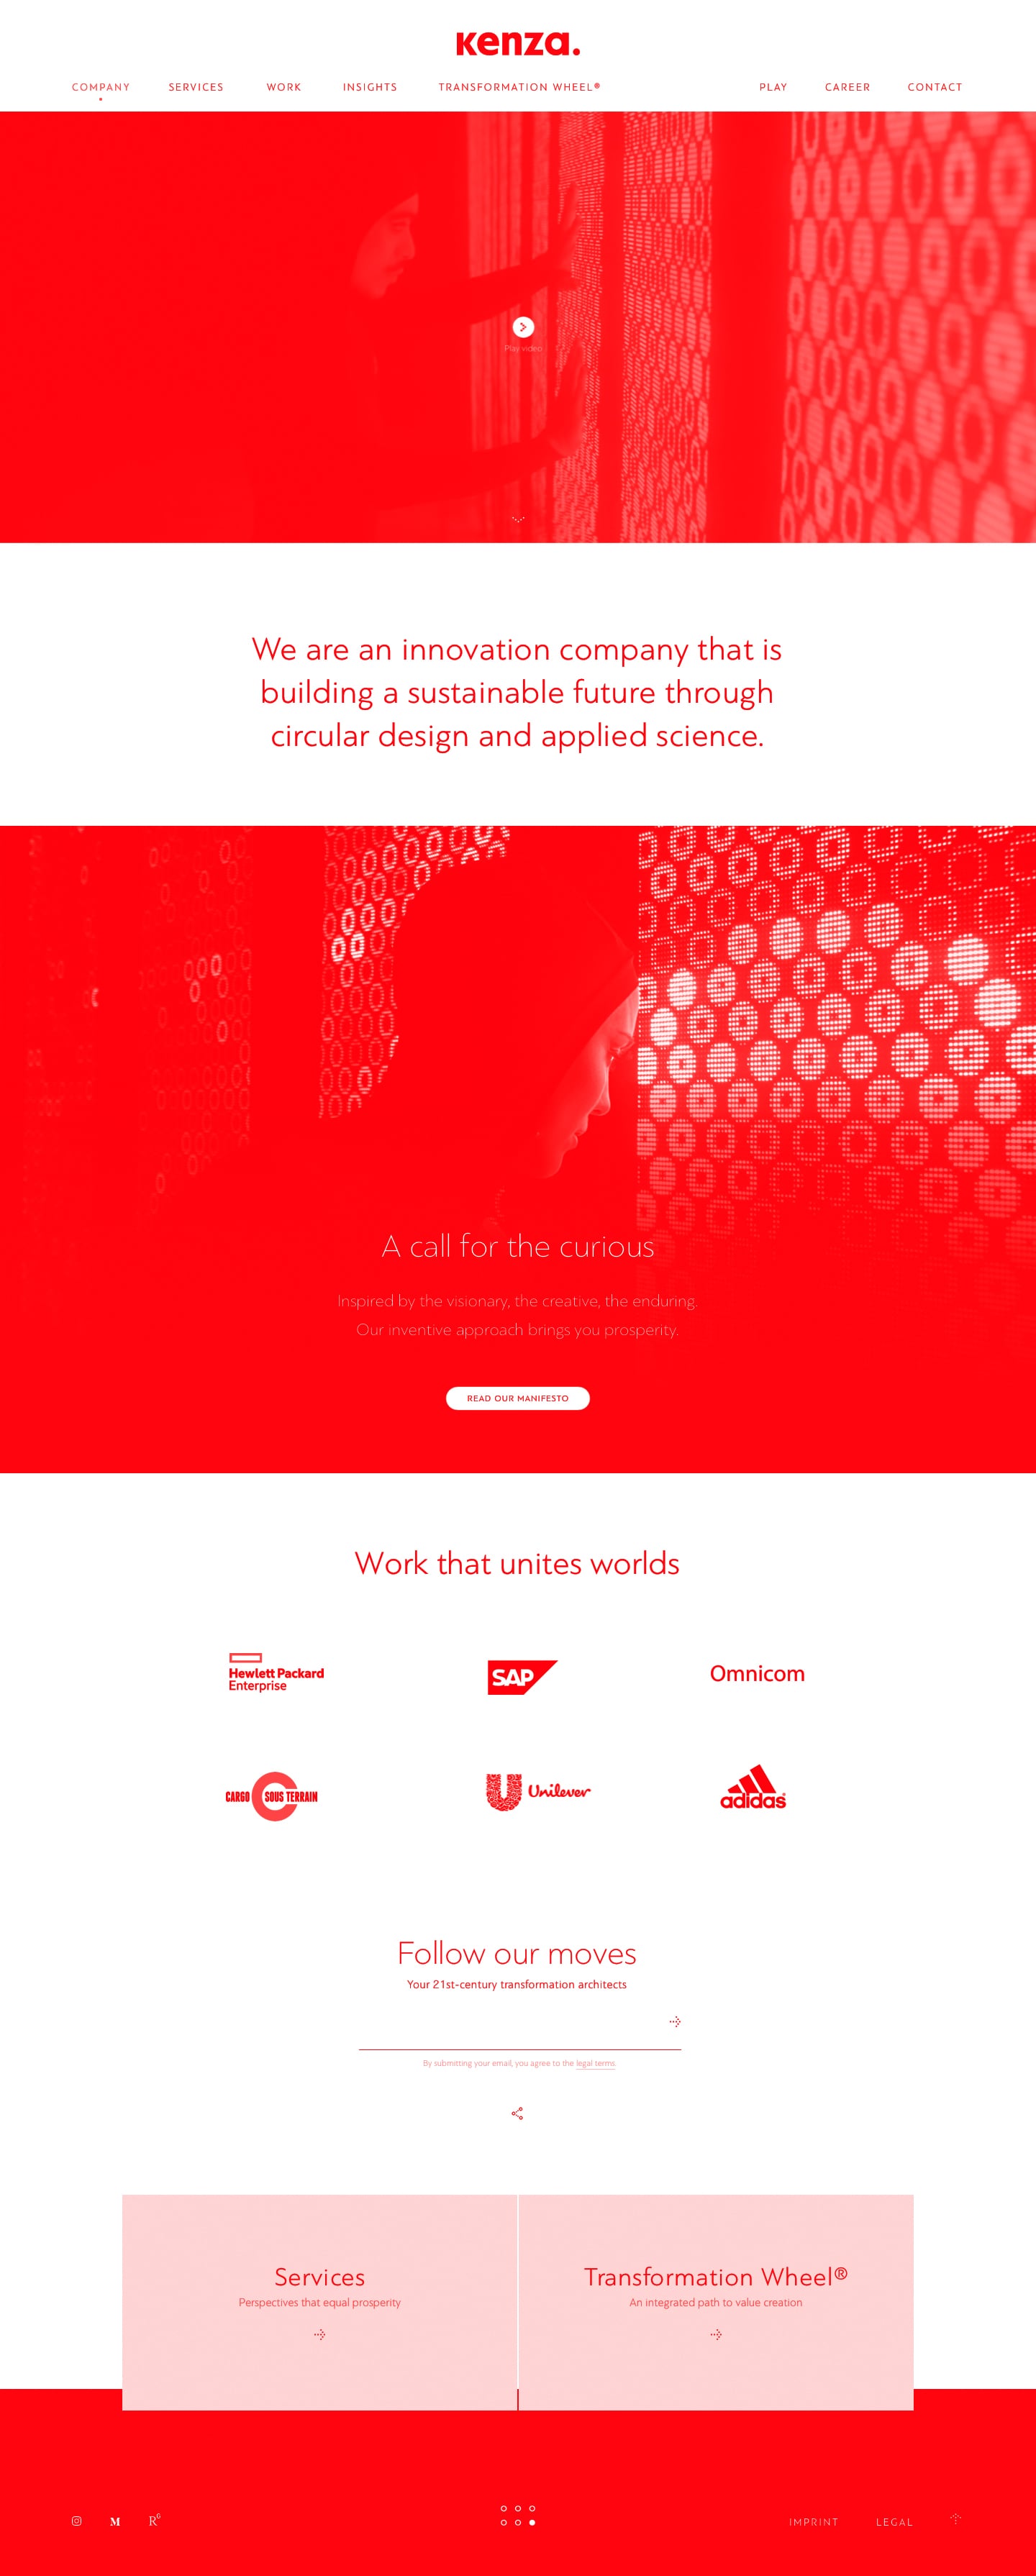 kenza.
COMPANY SERVICES WORK INSIGHTS TRANSFORMATION WHEEL® PLAY CAREER CONTACT
Play video
We are an innovation company that is
building a sustainable future through
circular design and applied science.
A call for the curious
Inspired by the visionary, the creative, the enduring.
Our inventive approach brings you prosperity.
READ OUR MANIFESTO
Work that unites worlds
Hewlett Packard
Enterprise
SAP
Omnicom
CARGO SOUS TERRAIN
Unilever
adidas
Follow our moves
Your 21st-century transformation architects
By submitting your email, you agree to the legal terms.
Services
Perspectives that equal prosperity
Transformation Wheel®
An integrated path to value creation
M
RG
IMPRINT LEGAL